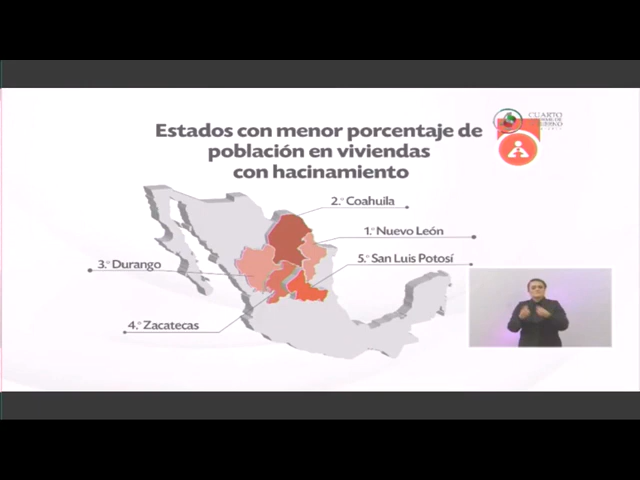 CUARTO
Estados con menor porcentaje de
población en viviendas
con hacinamiento
2.° Coahuila
1.° Nuevo León
3.° Durango
5.° San Luis Potosí
4.° Zacatecas